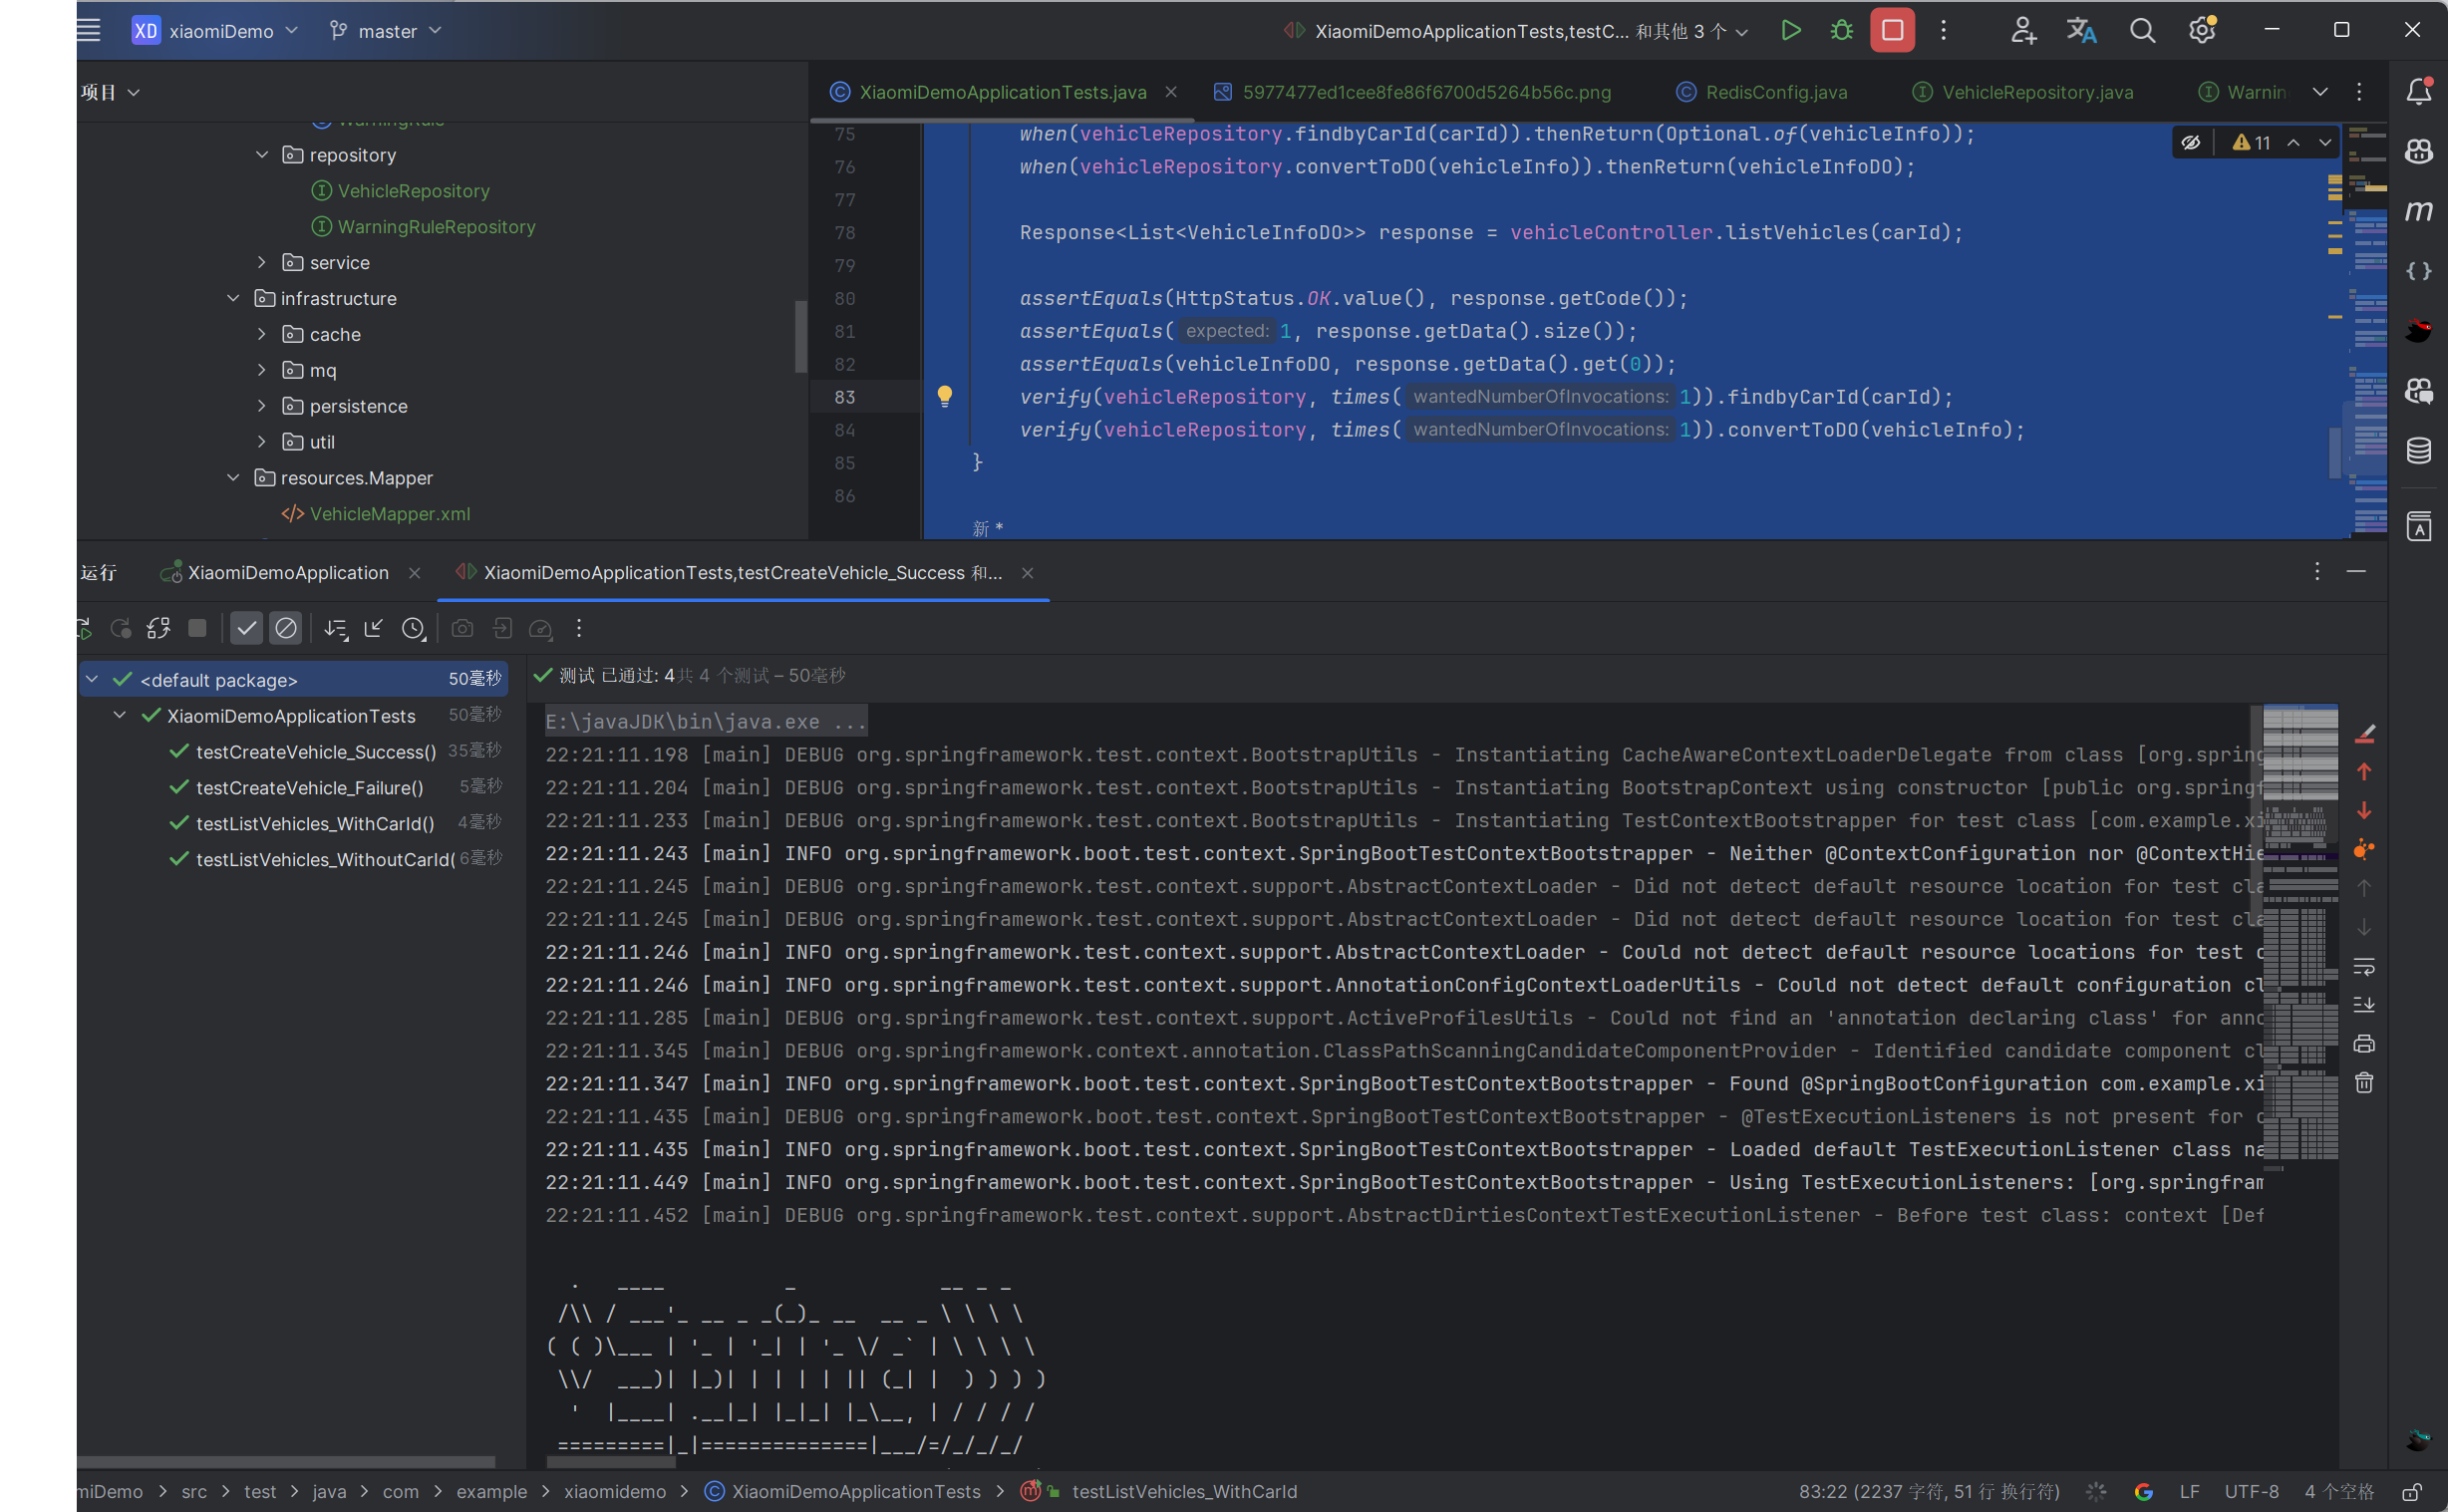 XD xiaomiDemo master XiaomiDemoApplicationTests,testC... 和其他 3 个
项目
XiaomiDemoApplicationTests.java 5977477ed1cee8fe86f6700d5264b56c.png RedisConfig.java VehicleRepository.java Warnin
WarningRule
repository
VehicleRepository
WarningRuleRepository
service
infrastructure
cache
mq
persistence
util
resources.Mapper
VehicleMapper.xml
11
75 when(vehicleRepository.findbyCarId(carId)).thenReturn(Optional.of(vehicleInfo));
76 when(vehicleRepository.convertToDO(vehicleInfo)).thenReturn(vehicleInfoDO);
77
78 Response<List<VehicleInfoDO>> response = vehicleController.listVehicles(carId);
79
80 assertEquals(HttpStatus.OK.value(), response.getCode());
81 assertEquals( expected: 1, response.getData().size());
82 assertEquals(vehicleInfoDO, response.getData().get(0));
83 verify(vehicleRepository, times( wantedNumberOfInvocations: 1)).findbyCarId(carId);
84 verify(vehicleRepository, times( wantedNumberOfInvocations: 1)).convertToDO(vehicleInfo);
85 }
86
新 *
运行 XiaomiDemoApplication XiaomiDemoApplicationTests,testCreateVehicle_Success 和...
<default package> 50毫秒
XiaomiDemoApplicationTests 50毫秒
testCreateVehicle_Success() 35毫秒
testCreateVehicle_Failure() 5毫秒
testListVehicles_WithCarId() 4毫秒
testListVehicles_WithoutCarId( 6毫秒
测试 已通过: 4共 4 个测试 – 50毫秒
E:\javaJDK\bin\java.exe ...
22:21:11.198 [main] DEBUG org.springframework.test.context.BootstrapUtils - Instantiating CacheAwareContextLoaderDelegate from class [org.spring
22:21:11.204 [main] DEBUG org.springframework.test.context.BootstrapUtils - Instantiating BootstrapContext using constructor [public org.springf
22:21:11.233 [main] DEBUG org.springframework.test.context.BootstrapUtils - Instantiating TestContextBootstrapper for test class [com.example.xi
22:21:11.243 [main] INFO org.springframework.boot.test.context.SpringBootTestContextBootstrapper - Neither @ContextConfiguration nor @ContextHie
22:21:11.245 [main] DEBUG org.springframework.test.context.support.AbstractContextLoader - Did not detect default resource location for test cla
22:21:11.245 [main] DEBUG org.springframework.test.context.support.AbstractContextLoader - Did not detect default resource location for test cla
22:21:11.246 [main] INFO org.springframework.test.context.support.AbstractContextLoader - Could not detect default resource locations for test c
22:21:11.246 [main] INFO org.springframework.test.context.support.AnnotationConfigContextLoaderUtils - Could not detect default configuration cl
22:21:11.285 [main] DEBUG org.springframework.test.context.support.ActiveProfilesUtils - Could not find an 'annotation declaring class' for anno
22:21:11.345 [main] DEBUG org.springframework.context.annotation.ClassPathScanningCandidateComponentProvider - Identified candidate component cl
22:21:11.347 [main] INFO org.springframework.boot.test.context.SpringBootTestContextBootstrapper - Found @SpringBootConfiguration com.example.xi
22:21:11.435 [main] DEBUG org.springframework.boot.test.context.SpringBootTestContextBootstrapper - @TestExecutionListeners is not present for c
22:21:11.435 [main] INFO org.springframework.boot.test.context.SpringBootTestContextBootstrapper - Loaded default TestExecutionListener class na
22:21:11.449 [main] INFO org.springframework.boot.test.context.SpringBootTestContextBootstrapper - Using TestExecutionListeners: [org.springfram
22:21:11.452 [main] DEBUG org.springframework.test.context.support.AbstractDirtiesContextTestExecutionListener - Before test class: context [Def
  .   ____          _            __ _ _
 /\\ / ___'_ __ _ _(_)_ __  __ _ \ \ \ \
( ( )\___ | '_ | '_| | '_ \/ _` | \ \ \ \
 \\/  ___)| |_)| | | | | || (_| |  ) ) ) )
  '  |____| .__|_| |_|_| |_\__, | / / / /
 =========|_|==============|___/=/_/_/_/
miDemo > src > test > java > com > example > xiaomidemo > XiaomiDemoApplicationTests > testListVehicles_WithCarId 83:22 (2237 字符, 51 行 换行符) LF UTF-8 4 个空格